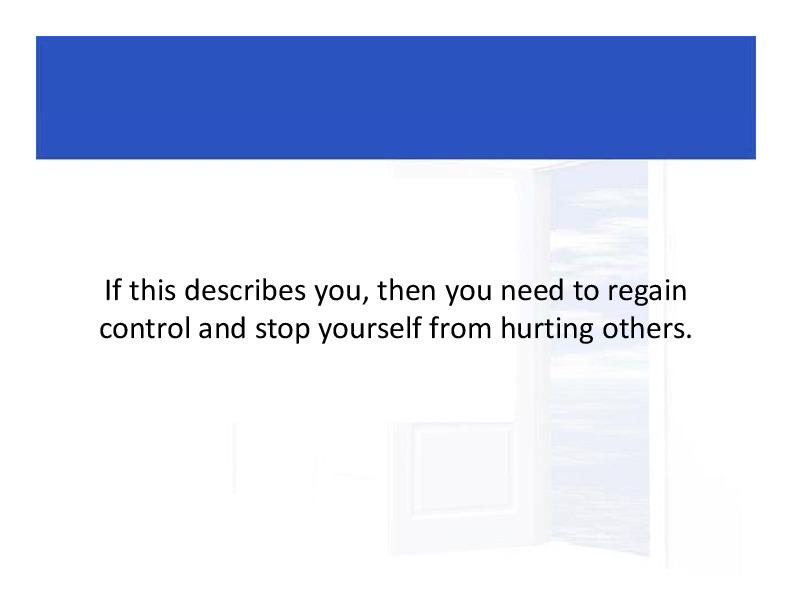 If this describes you, then you need to regain
control and stop yourself from hurting others.